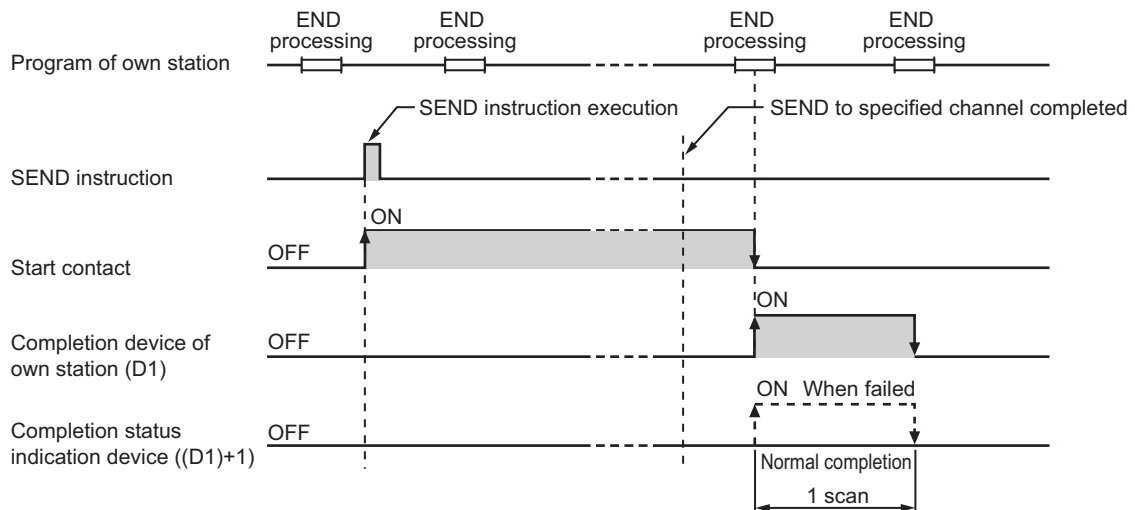 END processing
END processing
END processing
END processing
Program of own station
SEND instruction execution
SEND to specified channel completed
SEND instruction
ON
OFF
Start contact
ON
Completion device of
own station (D1)
OFF
ON When failed
Completion status
indication device ((D1)+1)
OFF
Normal completion
1 scan